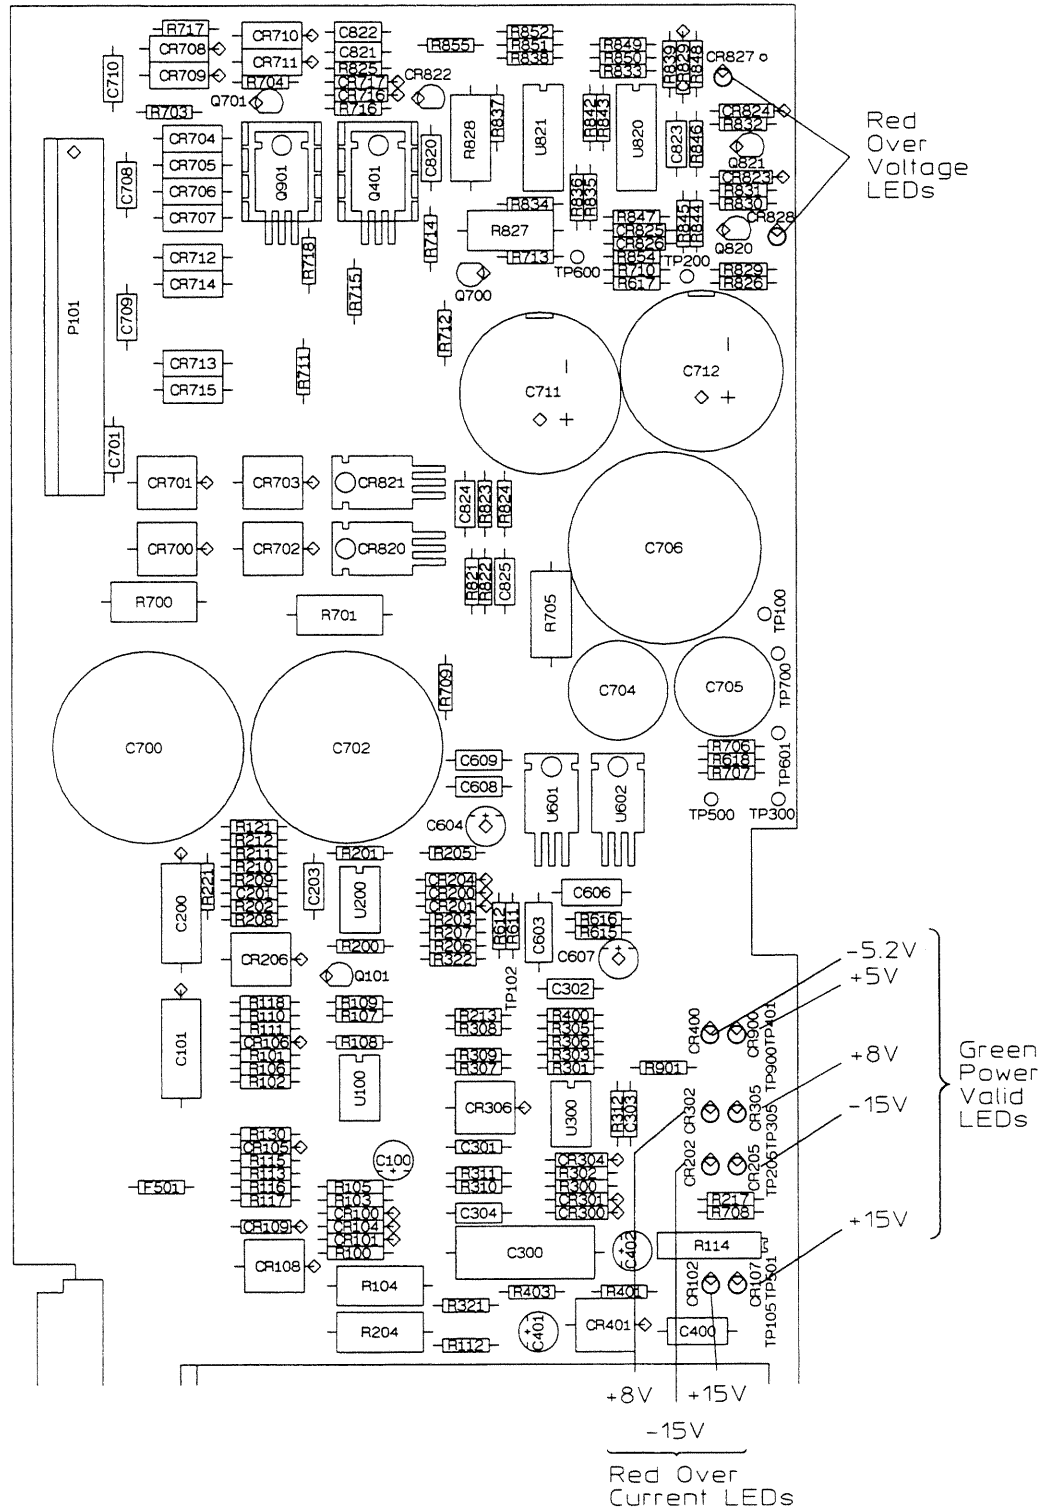 R717
CR708
CR709
C710
R703
CR710
CR711
R704
Q701
C822
C821
R825
CR717
CR716
R716
CR822
R855
R852
R851
R838
R849
R850
R833
R839
CR829
R848
CR827
CR824
R832
Q821
CR823
R831
R830
CR828
Q820
R829
R826
Red
Over
Voltage
LEDs
P101
CR704
CR705
CR706
CR707
C708
CR712
CR714
C709
CR713
CR715
C701
Q901
Q401
C820
R828
R837
U821
R842
R843
U820
C823
R846
R836
R835
R834
R827
R713
R847
CR825
CR826
R854
R710
R617
R845
R844
TP200
TP600
R718
R715
R714
Q700
R712
R711
C711
C712
CR701
CR703
CR821
CR700
CR702
CR820
C824
R823
R824
R821
R822
C825
C706
R700
R701
R705
TP100
TP700
TP601
C700
C702
R709
C704
C705
R706
R618
R707
TP500
TP300
C609
C608
C604
U601
U602
R121
R212
R211
R210
R209
C201
R202
R208
R221
C200
C203
R201
U200
R200
R205
CR204
CR200
CR201
R203
R207
R206
R322
R612
R611
C603
C606
R616
R615
C607
CR206
Q101
TP102
C302
C101
R118
R110
R111
CR106
R101
R106
R102
R109
R107
R108
U100
R213
R308
R309
R307
CR306
R400
R305
R306
R303
R301
U300
R901
R312
C303
CR400
CR900
TP401
TP900
CR302
CR305
TP305
CR202
CR205
TP206
-5.2V
+5V
+8V
-15V
+15V
Green
Power
Valid
LEDs
R130
CR105
R115
R113
R116
R117
CR109
CR108
F501
C100
R105
R103
CR100
CR104
CR101
R100
R104
R204
C301
R311
R310
C304
C300
CR304
R302
R300
CR301
CR300
C402
R217
R708
R114
CR102
CR107
TP501
TP105
R321
R112
R403
C401
R401
CR401
C400
+8V
+15V
-15V
Red Over
Current LEDs